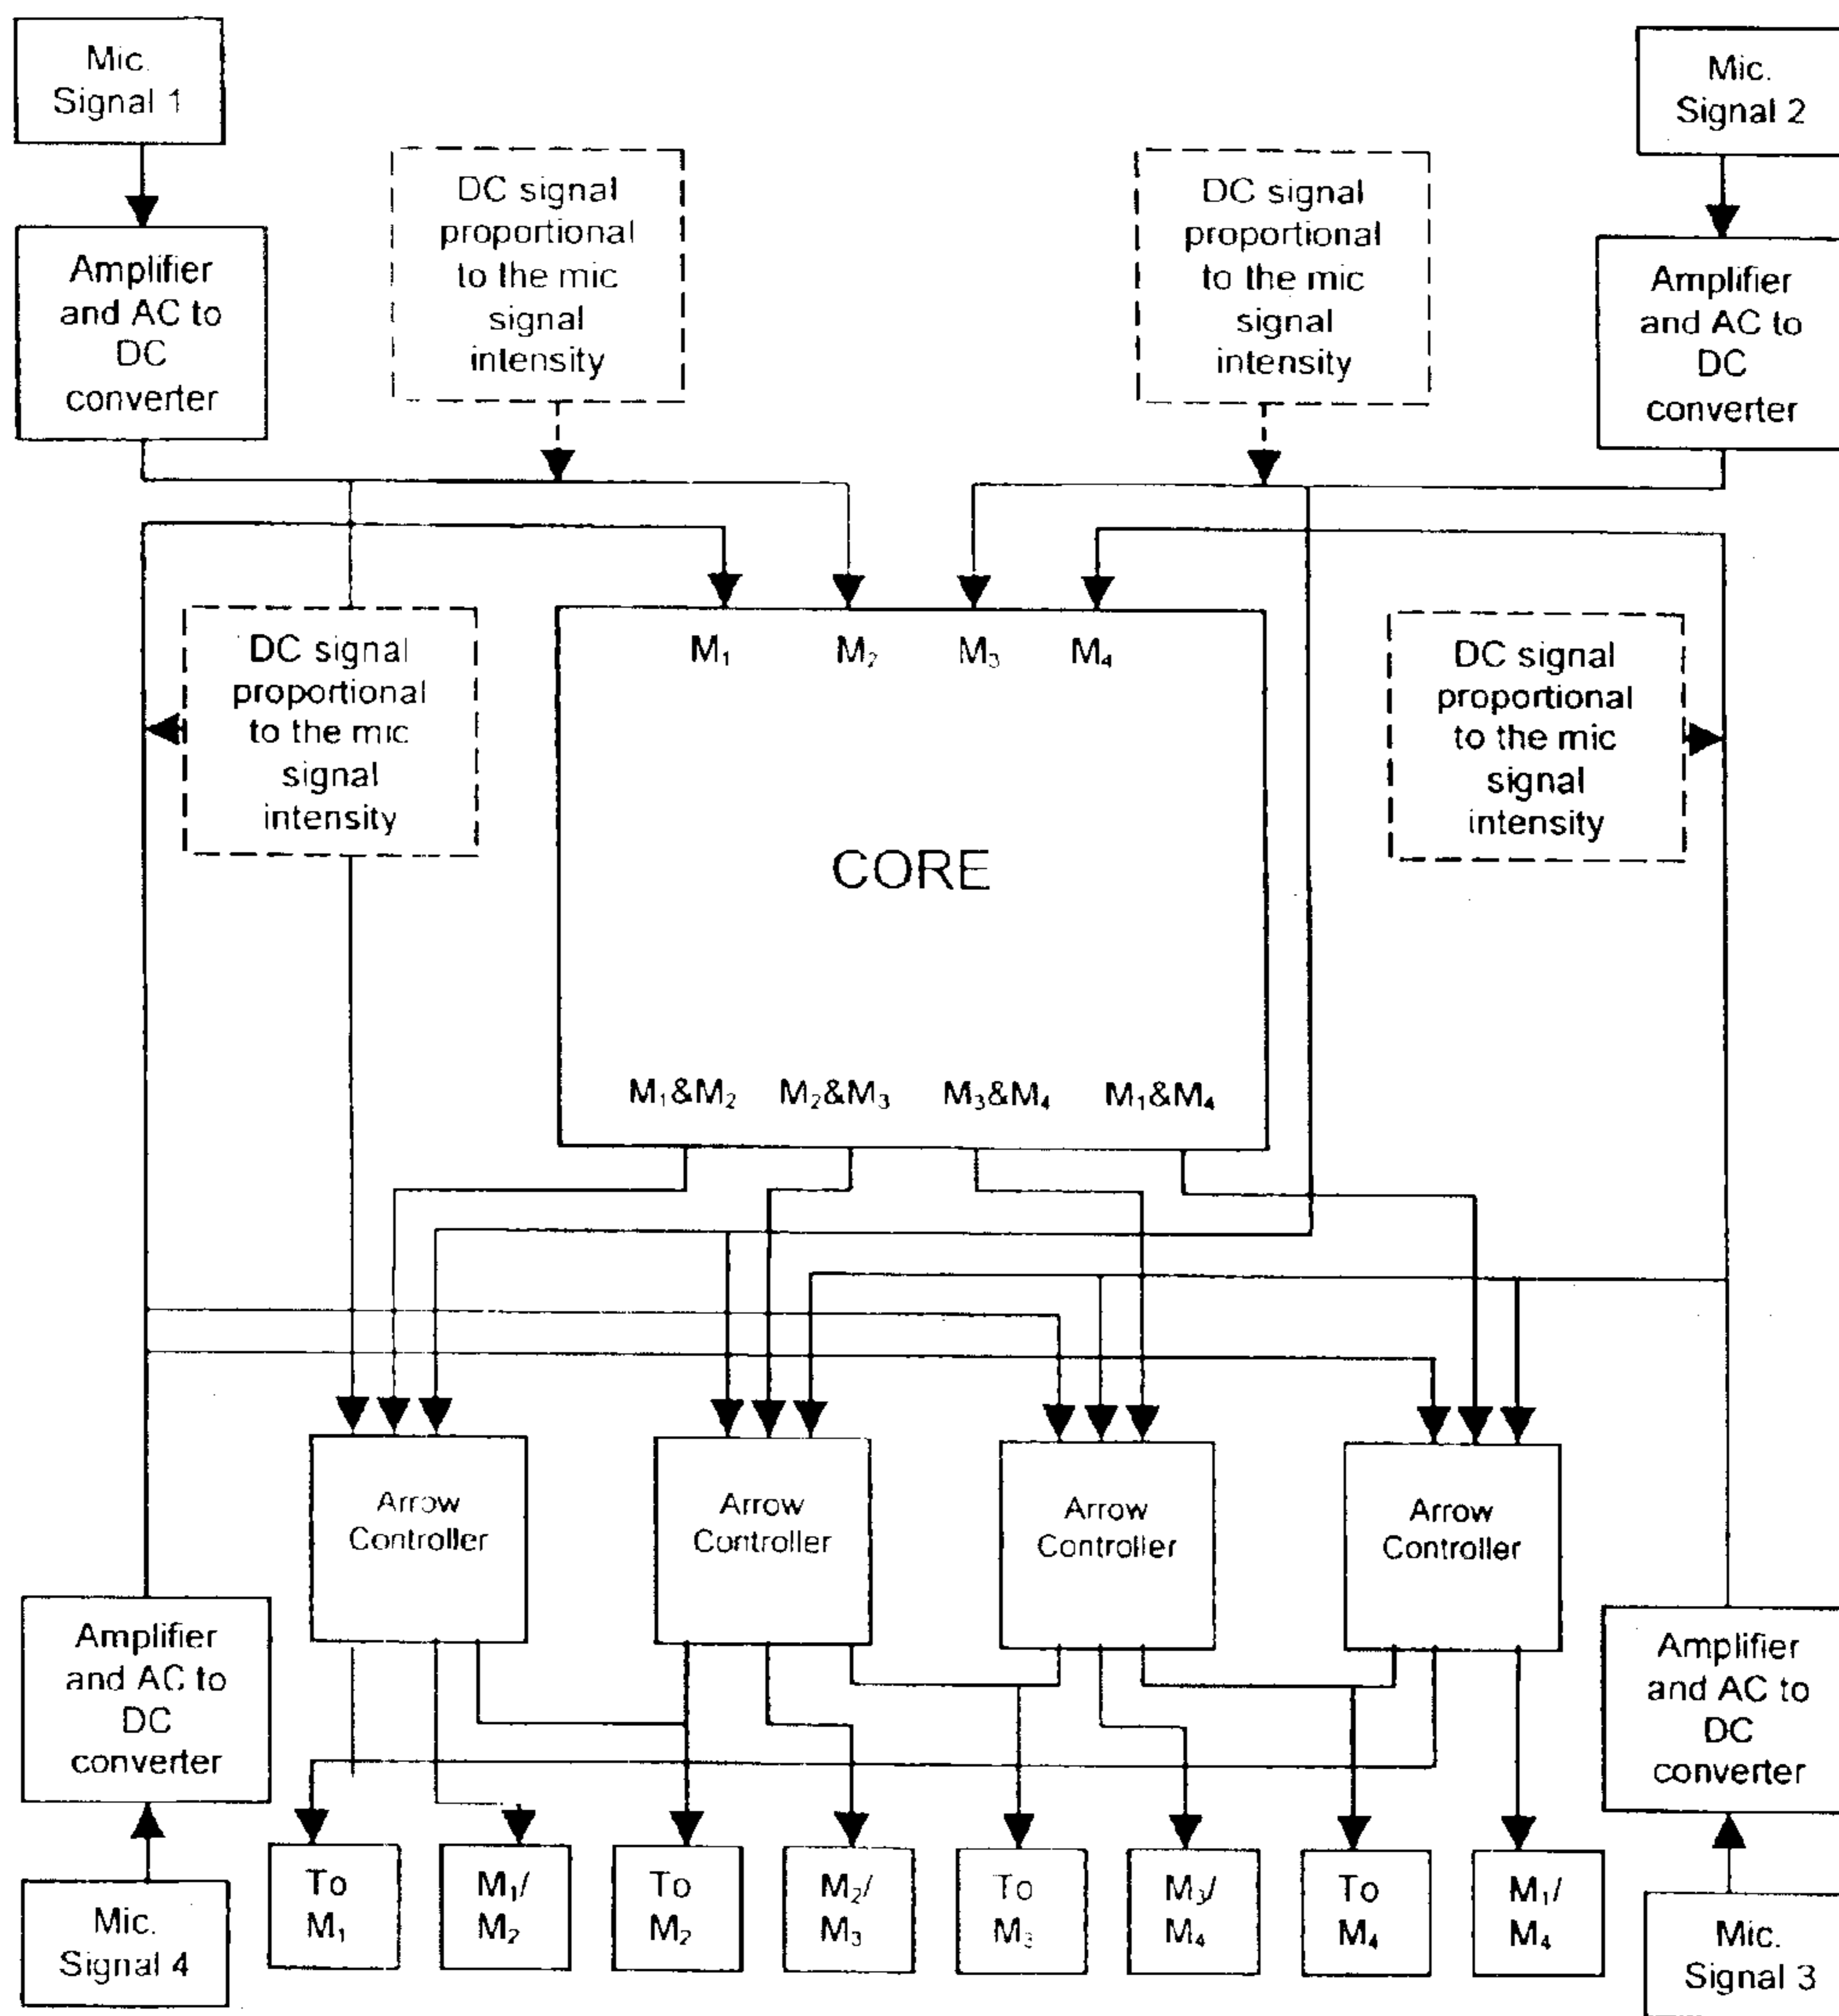 Mic.
Signal 1
Mic.
Signal 2
DC signal
proportional
to the mic
signal
intensity
DC signal
proportional
to the mic
signal
intensity
Amplifier
and AC to
DC
converter
Amplifier
and AC to
DC
converter
M₁ M₂ M₃ M₄
DC signal
proportional
to the mic
signal
intensity
DC signal
proportional
to the mic
signal
intensity
CORE
M₁&M₂ M₂&M₃ M₃&M₄ M₁&M₄
Arrow
Controller
Arrow
Controller
Arrow
Controller
Arrow
Controller
Amplifier
and AC to
DC
converter
Amplifier
and AC to
DC
converter
Mic.
Signal 4
To
M₁
M₁/
M₂
To
M₂
M₂/
M₃
To
M₃
M₃/
M₄
To
M₄
M₁/
M₄
Mic.
Signal 3